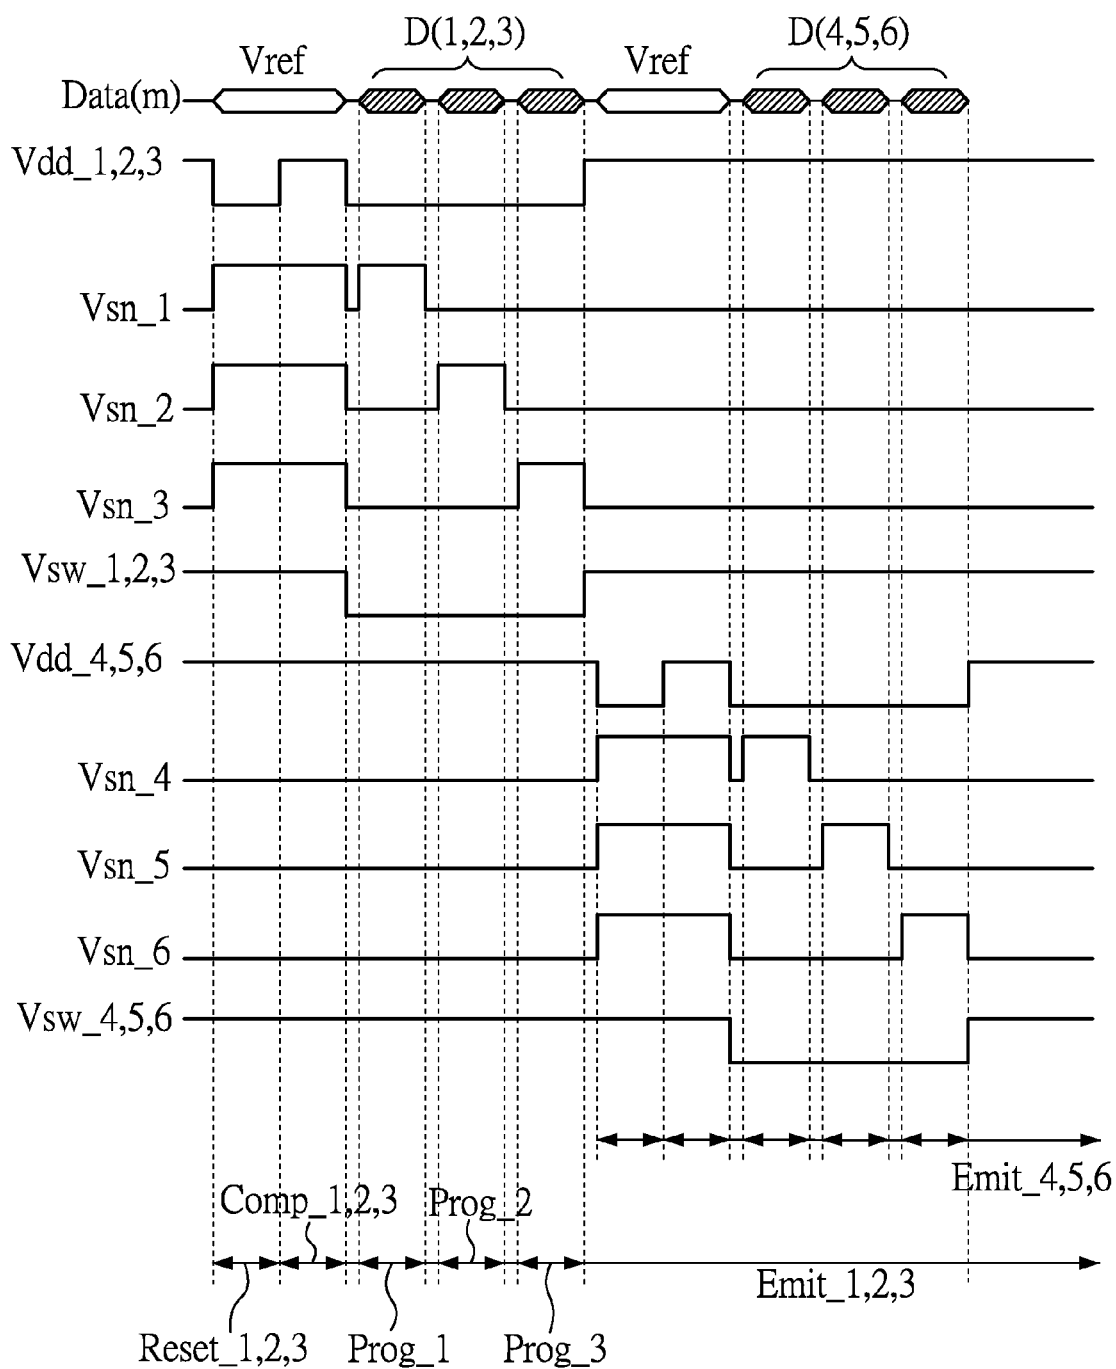 D(1,2,3)
D(4,5,6)
Vref
Vref
Data(m)
Vdd_1,2,3
Vsn_1
Vsn_2
Vsn_3
Vsw_1,2,3
Vdd_4,5,6
Vsn_4
Vsn_5
Vsn_6
Vsw_4,5,6
Emit_4,5,6
Comp_1,2,3
Prog_2
Emit_1,2,3
Reset_1,2,3
Prog_1
Prog_3